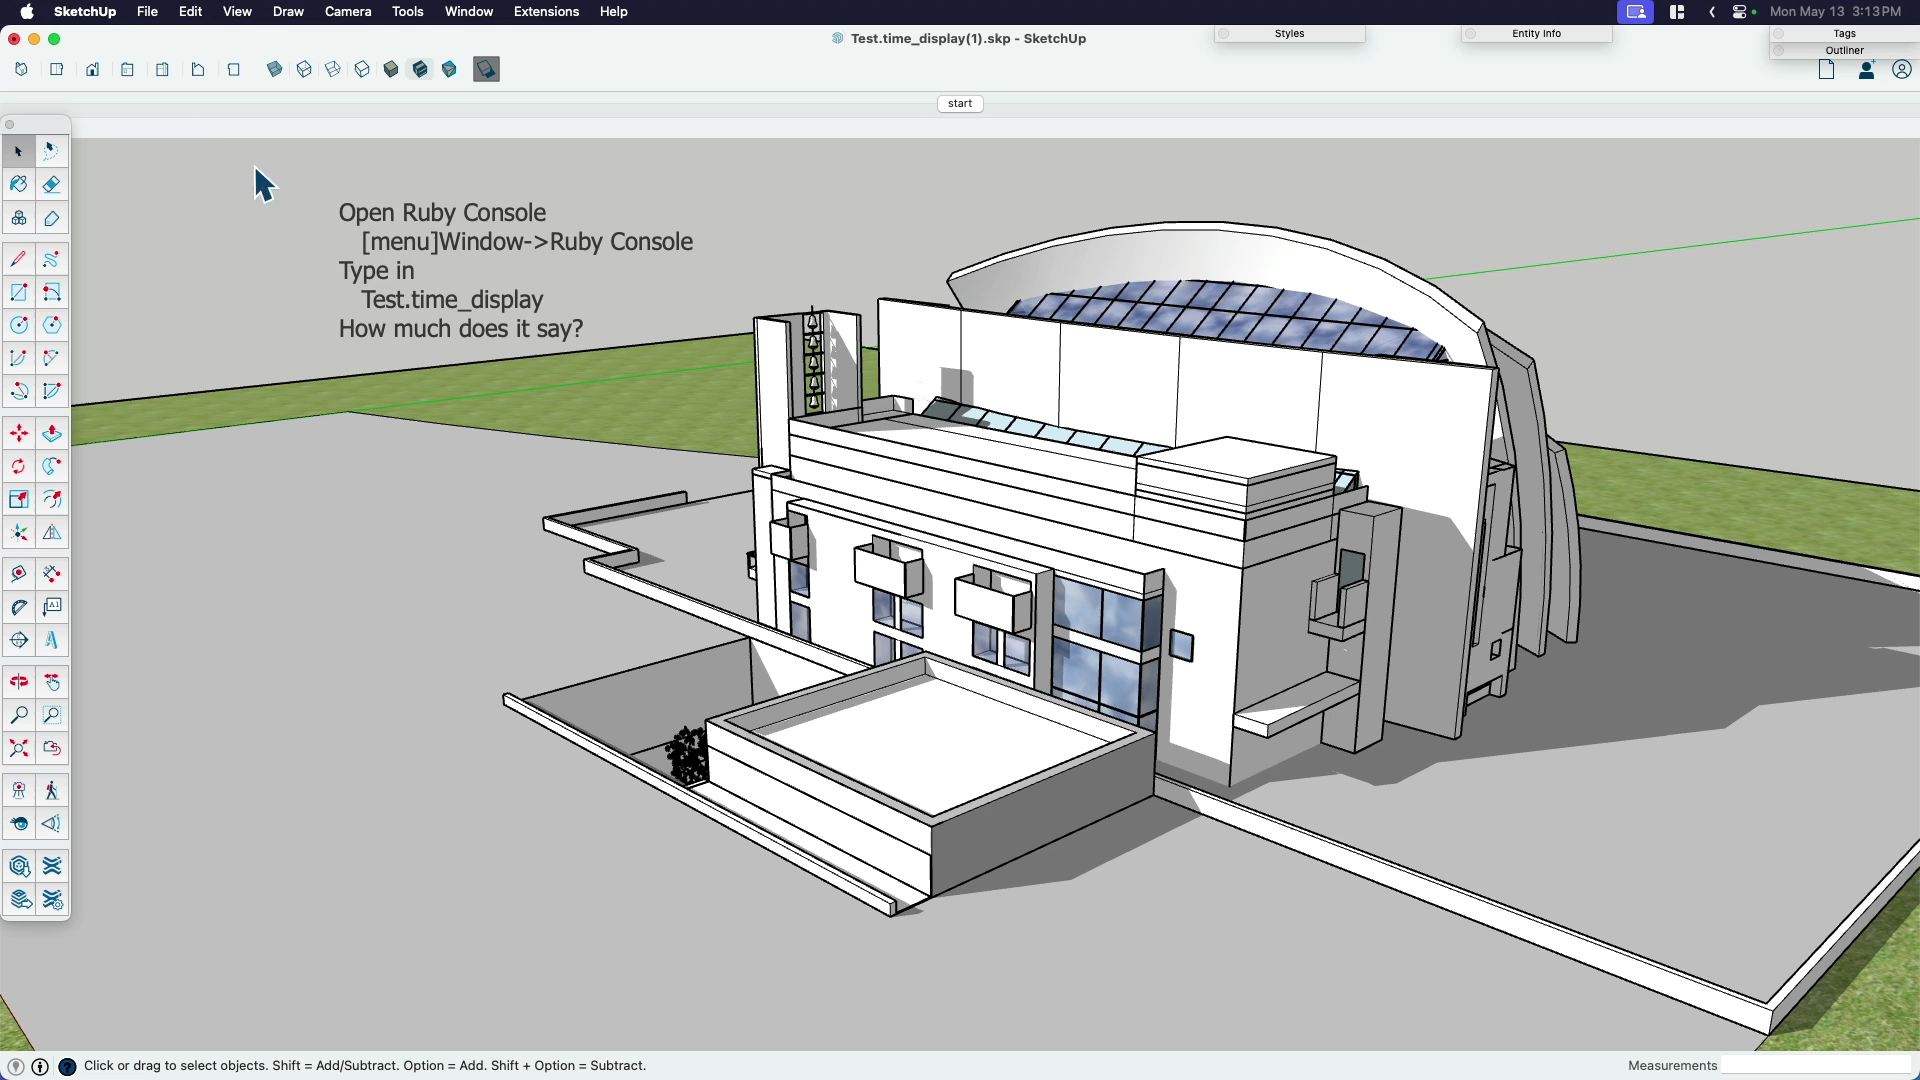 SketchUp File Edit View Draw Camera Tools Window Extensions Help Mon May 13 3:13PM
Test.time_display(1).skp - SketchUp
Styles
Entity Info
Tags
Outliner
start
Open Ruby Console
[menu]Window->Ruby Console
Type in
Test.time_display
How much does it say?
A1
Click or drag to select objects. Shift = Add/Subtract. Option = Add. Shift + Option = Subtract.
Measurements